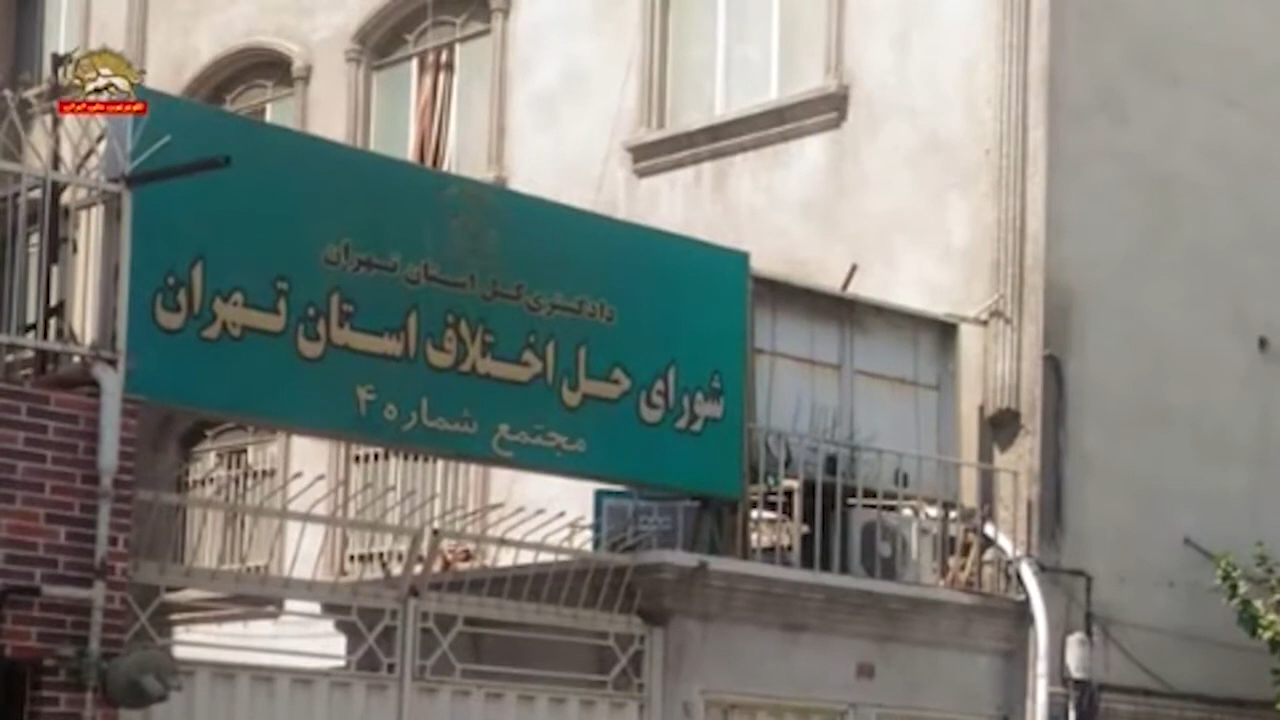 دادگستری کل استان تهران
شورای حل اختلاف استان تهران
مجتمع شماره ۴